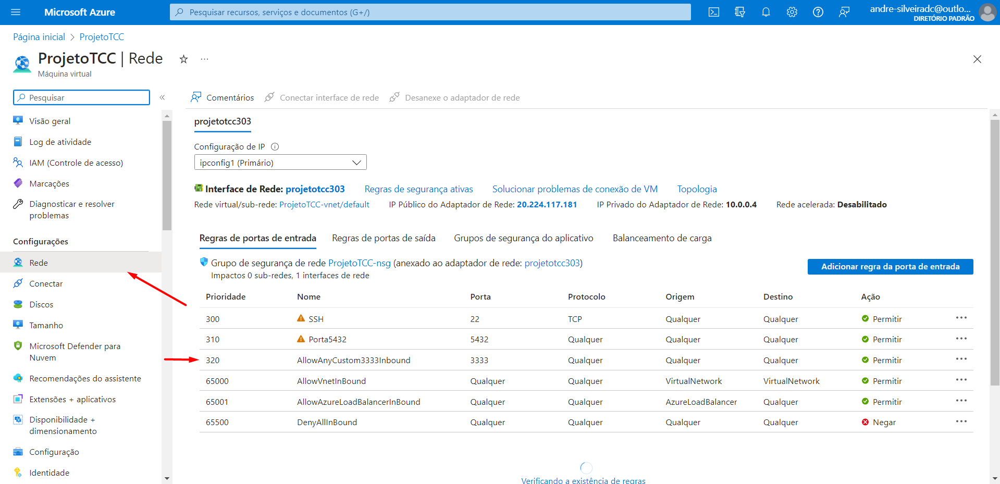 Microsoft Azure
Pesquisar recursos, serviços e documentos (G+/)
andre-silveiradc@outlo...
DIRETÓRIO PADRÃO
Página inicial > ProjetoTCC
ProjetoTCC | Rede
Máquina virtual
Pesquisar
Visão geral
Log de atividade
IAM (Controle de acesso)
Marcações
Diagnosticar e resolver
problemas
Configurações
Rede
Conectar
Discos
Tamanho
Microsoft Defender para
Nuvem
Recomendações do assistente
Extensões + aplicativos
Disponibilidade +
dimensionamento
Configuração
Identidade
Comentários Conectar interface de rede Desanexe o adaptador de rede
projetotcc303
Configuração de IP
ipconfig1 (Primário)
Interface de Rede: projetotcc303 Regras de segurança ativas Solucionar problemas de conexão de VM Topologia
Rede virtual/sub-rede: ProjetoTCC-vnet/default IP Público do Adaptador de Rede: 20.224.117.181 IP Privado do Adaptador de Rede: 10.0.0.4 Rede acelerada: Desabilitado
Regras de portas de entrada Regras de portas de saída Grupos de segurança do aplicativo Balanceamento de carga
Grupo de segurança de rede ProjetoTCC-nsg (anexado ao adaptador de rede: projetotcc303)
Impactos 0 sub-redes, 1 interfaces de rede
Adicionar regra da porta de entrada
Prioridade Nome Porta Protocolo Origem Destino Ação
300 SSH 22 TCP Qualquer Qualquer Permitir
310 Porta5432 5432 Qualquer Qualquer Qualquer Permitir
320 AllowAnyCustom3333Inbound 3333 Qualquer Qualquer Qualquer Permitir
65000 AllowVnetInBound Qualquer Qualquer VirtualNetwork VirtualNetwork Permitir
65001 AllowAzureLoadBalancerInBound Qualquer Qualquer AzureLoadBalancer Qualquer Permitir
65500 DenyAllInBound Qualquer Qualquer Qualquer Qualquer Negar
Verificando a existência de regras